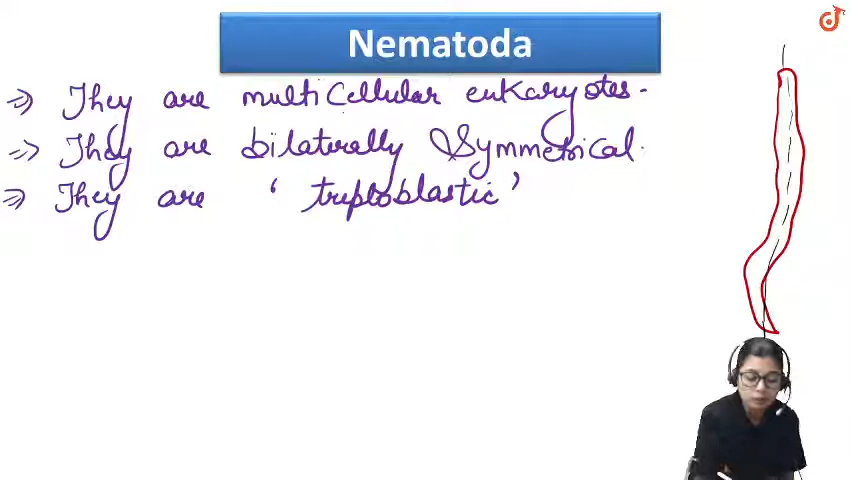 Nematoda
⇒ They are multicellular eukaryotes.
⇒ They are bilaterally Symmetrical.
⇒ They are ' triploblastic '